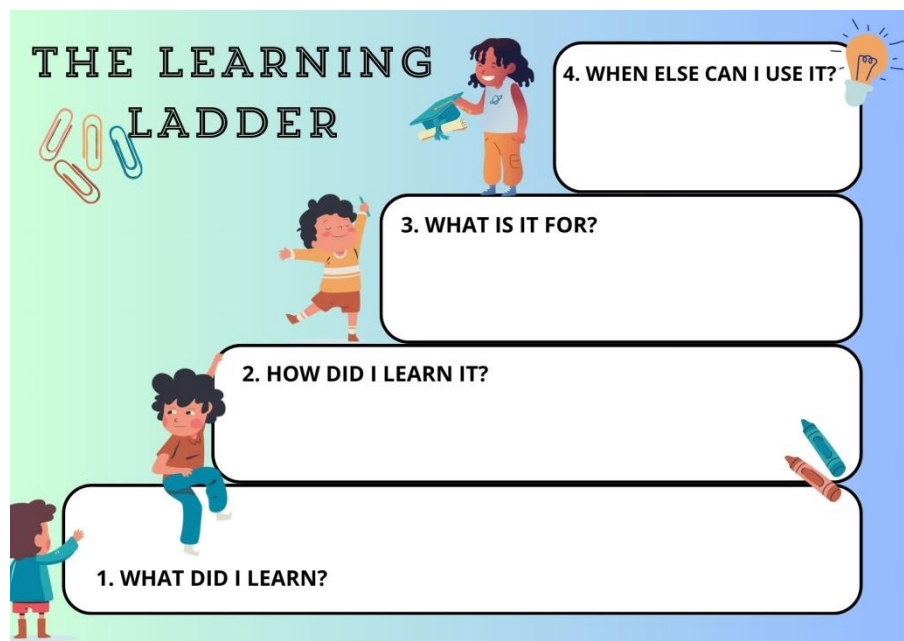 THE LEARNING
LADDER
4. WHEN ELSE CAN I USE IT?
3. WHAT IS IT FOR?
2. HOW DID I LEARN IT?
1. WHAT DID I LEARN?